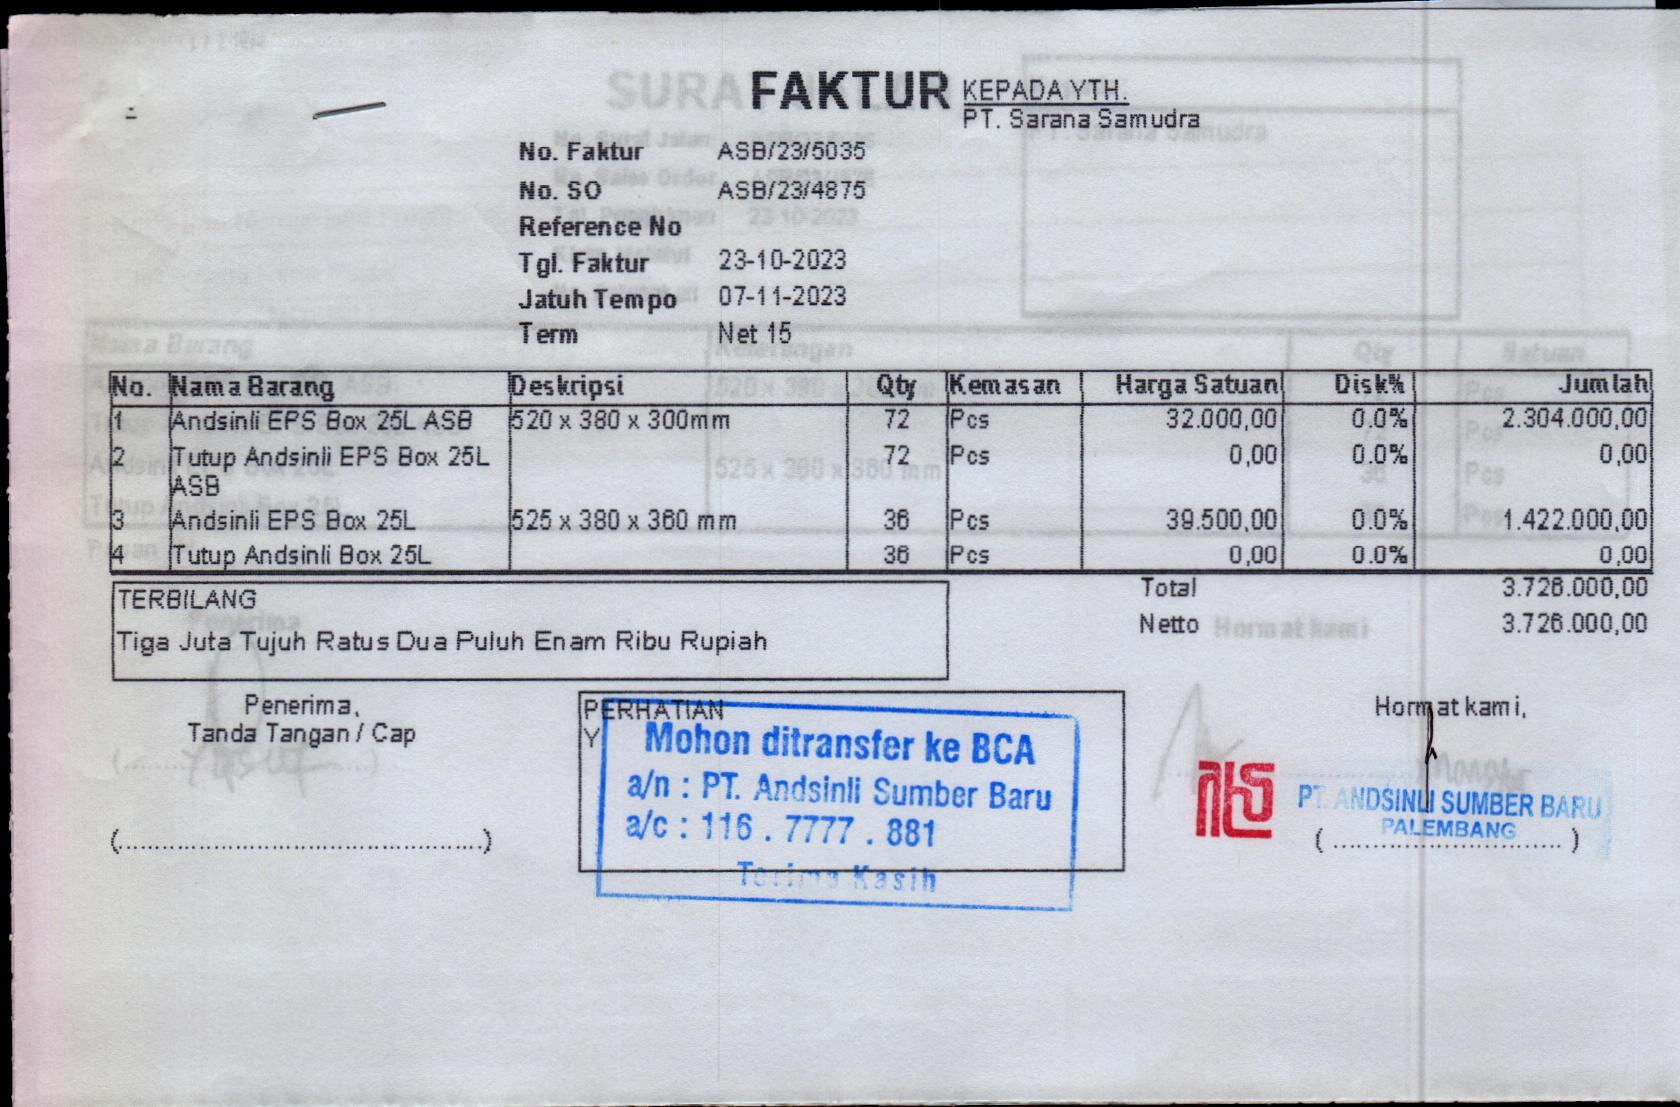 FAKTUR
KEPADA YTH.
PT. Sarana Samudra
No. Faktur ASB/23/5035
No. SO ASB/23/4875
Reference No
Tgl. Faktur 23-10-2023
Jatuh Tempo 07-11-2023
Term Net 15
No. Nama Barang Deskripsi Qty Kemasan Harga Satuan Disk% Jumlah
1 Andsinli EPS Box 25L ASB 520 x 380 x 300mm 72 Pcs 32.000,00 0.0% 2.304.000,00
2 Tutup Andsinli EPS Box 25L 72 Pcs 0,00 0.0% 0,00
ASB
3 Andsinli EPS Box 25L 525 x 380 x 360 mm 36 Pcs 39.500,00 0.0% 1.422.000,00
4 Tutup Andsinli Box 25L 36 Pcs 0,00 0.0% 0,00
Total 3.726.000,00
Netto 3.726.000,00
TERBILANG
Tiga Juta Tujuh Ratus Dua Puluh Enam Ribu Rupiah
Penerima,
Tanda Tangan / Cap
(................................................)
PERHATIAN
Y
Mohon ditransfer ke BCA
a/n : PT. Andsinli Sumber Baru
a/c : 116 . 7777 . 881
Terima Kasih
Hormat kami,
PT. ANDSINLI SUMBER BARU
PALEMBANG
( .............................. )